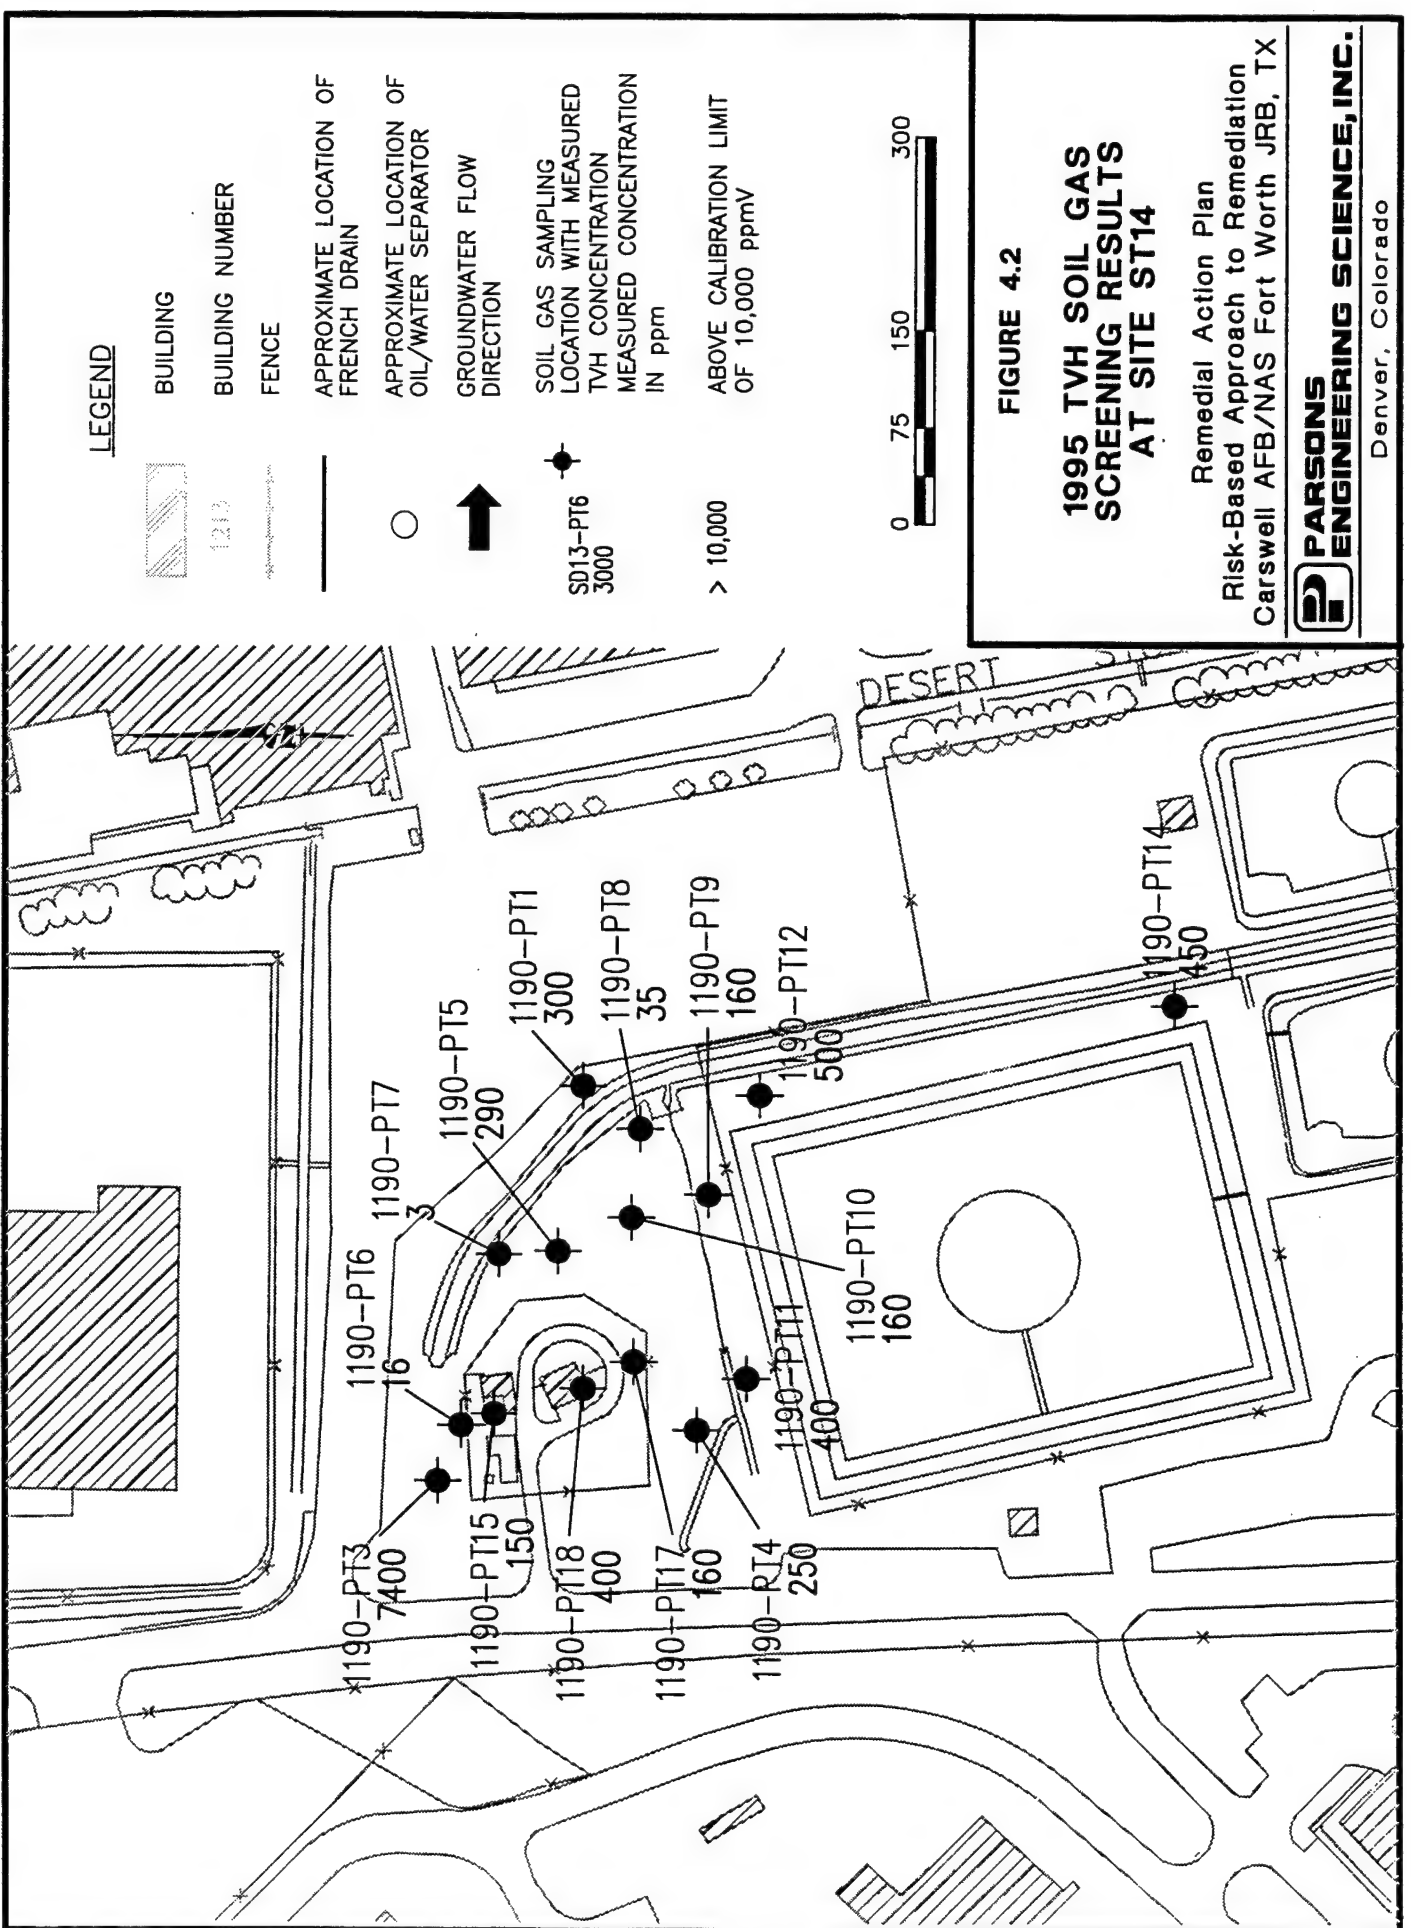 LEGEND
BUILDING
1213
BUILDING NUMBER
FENCE
APPROXIMATE LOCATION OF
FRENCH DRAIN
APPROXIMATE LOCATION OF
OIL/WATER SEPARATOR
GROUNDWATER FLOW
DIRECTION
SD13-PT6
3000
SOIL GAS SAMPLING
LOCATION WITH MEASURED
TVH CONCENTRATION
MEASURED CONCENTRATION
IN ppm
> 10,000
ABOVE CALIBRATION LIMIT
OF 10,000 ppmV
0 75 150 300
FIGURE 4.2
1995 TVH SOIL GAS
SCREENING RESULTS
AT SITE ST14
Remedial Action Plan
Risk-Based Approach to Remediation
Carswell AFB/NAS Fort Worth JRB, TX
PARSONS
ENGINEERING SCIENCE, INC.
Denver, Colorado
DESERT
1190-PT3
7400
1190-PT6
16
1190-PT7
3
1190-PT5
290
1190-PT1
300
1190-PT8
35
1190-PT9
160
1190-PT12
500
1190-PT14
450
1190-PT15
150
1190-PT18
400
1190-PT17
160
1190-PT4
250
1190-PT11
400
1190-PT10
160